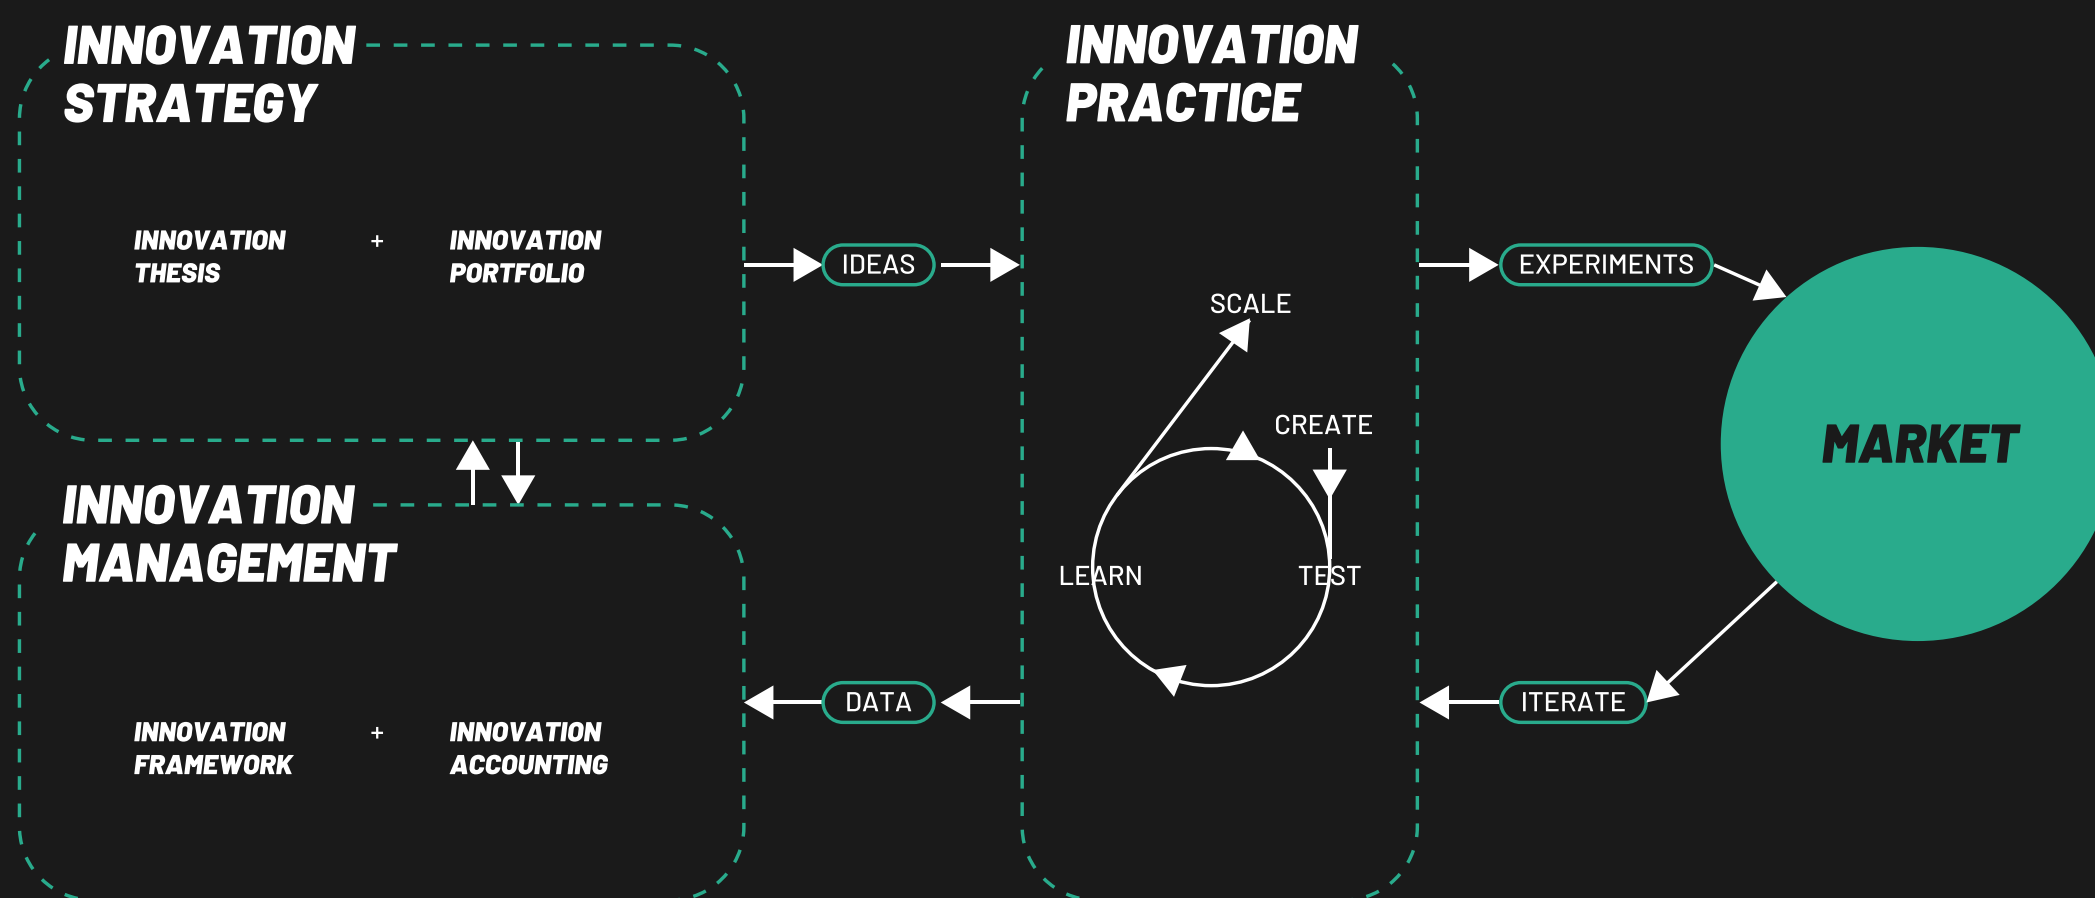 INNOVATION
STRATEGY
INNOVATION
THESIS
+
INNOVATION
PORTFOLIO
IDEAS
INNOVATION
PRACTICE
SCALE
CREATE
LEARN
TEST
EXPERIMENTS
MARKET
ITERATE
DATA
INNOVATION
MANAGEMENT
INNOVATION
FRAMEWORK
+
INNOVATION
ACCOUNTING